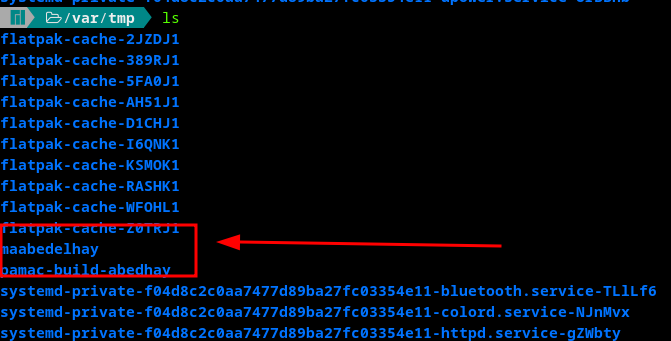 /var/tmp ls
flatpak-cache-2JZDJ1
flatpak-cache-389RJ1
flatpak-cache-5FA0J1
flatpak-cache-AH51J1
flatpak-cache-D1CHJ1
flatpak-cache-I6QNK1
flatpak-cache-KSMOK1
flatpak-cache-RASHK1
flatpak-cache-WFOHL1
flatpak-cache-Z0TRJ1
maabedelhay
pamac-build-abedhay
systemd-private-f04d8c2c0aa7477d89ba27fc03354e11-bluetooth.service-TLlLf6
systemd-private-f04d8c2c0aa7477d89ba27fc03354e11-colord.service-NJnMvx
systemd-private-f04d8c2c0aa7477d89ba27fc03354e11-httpd.service-gZWbty